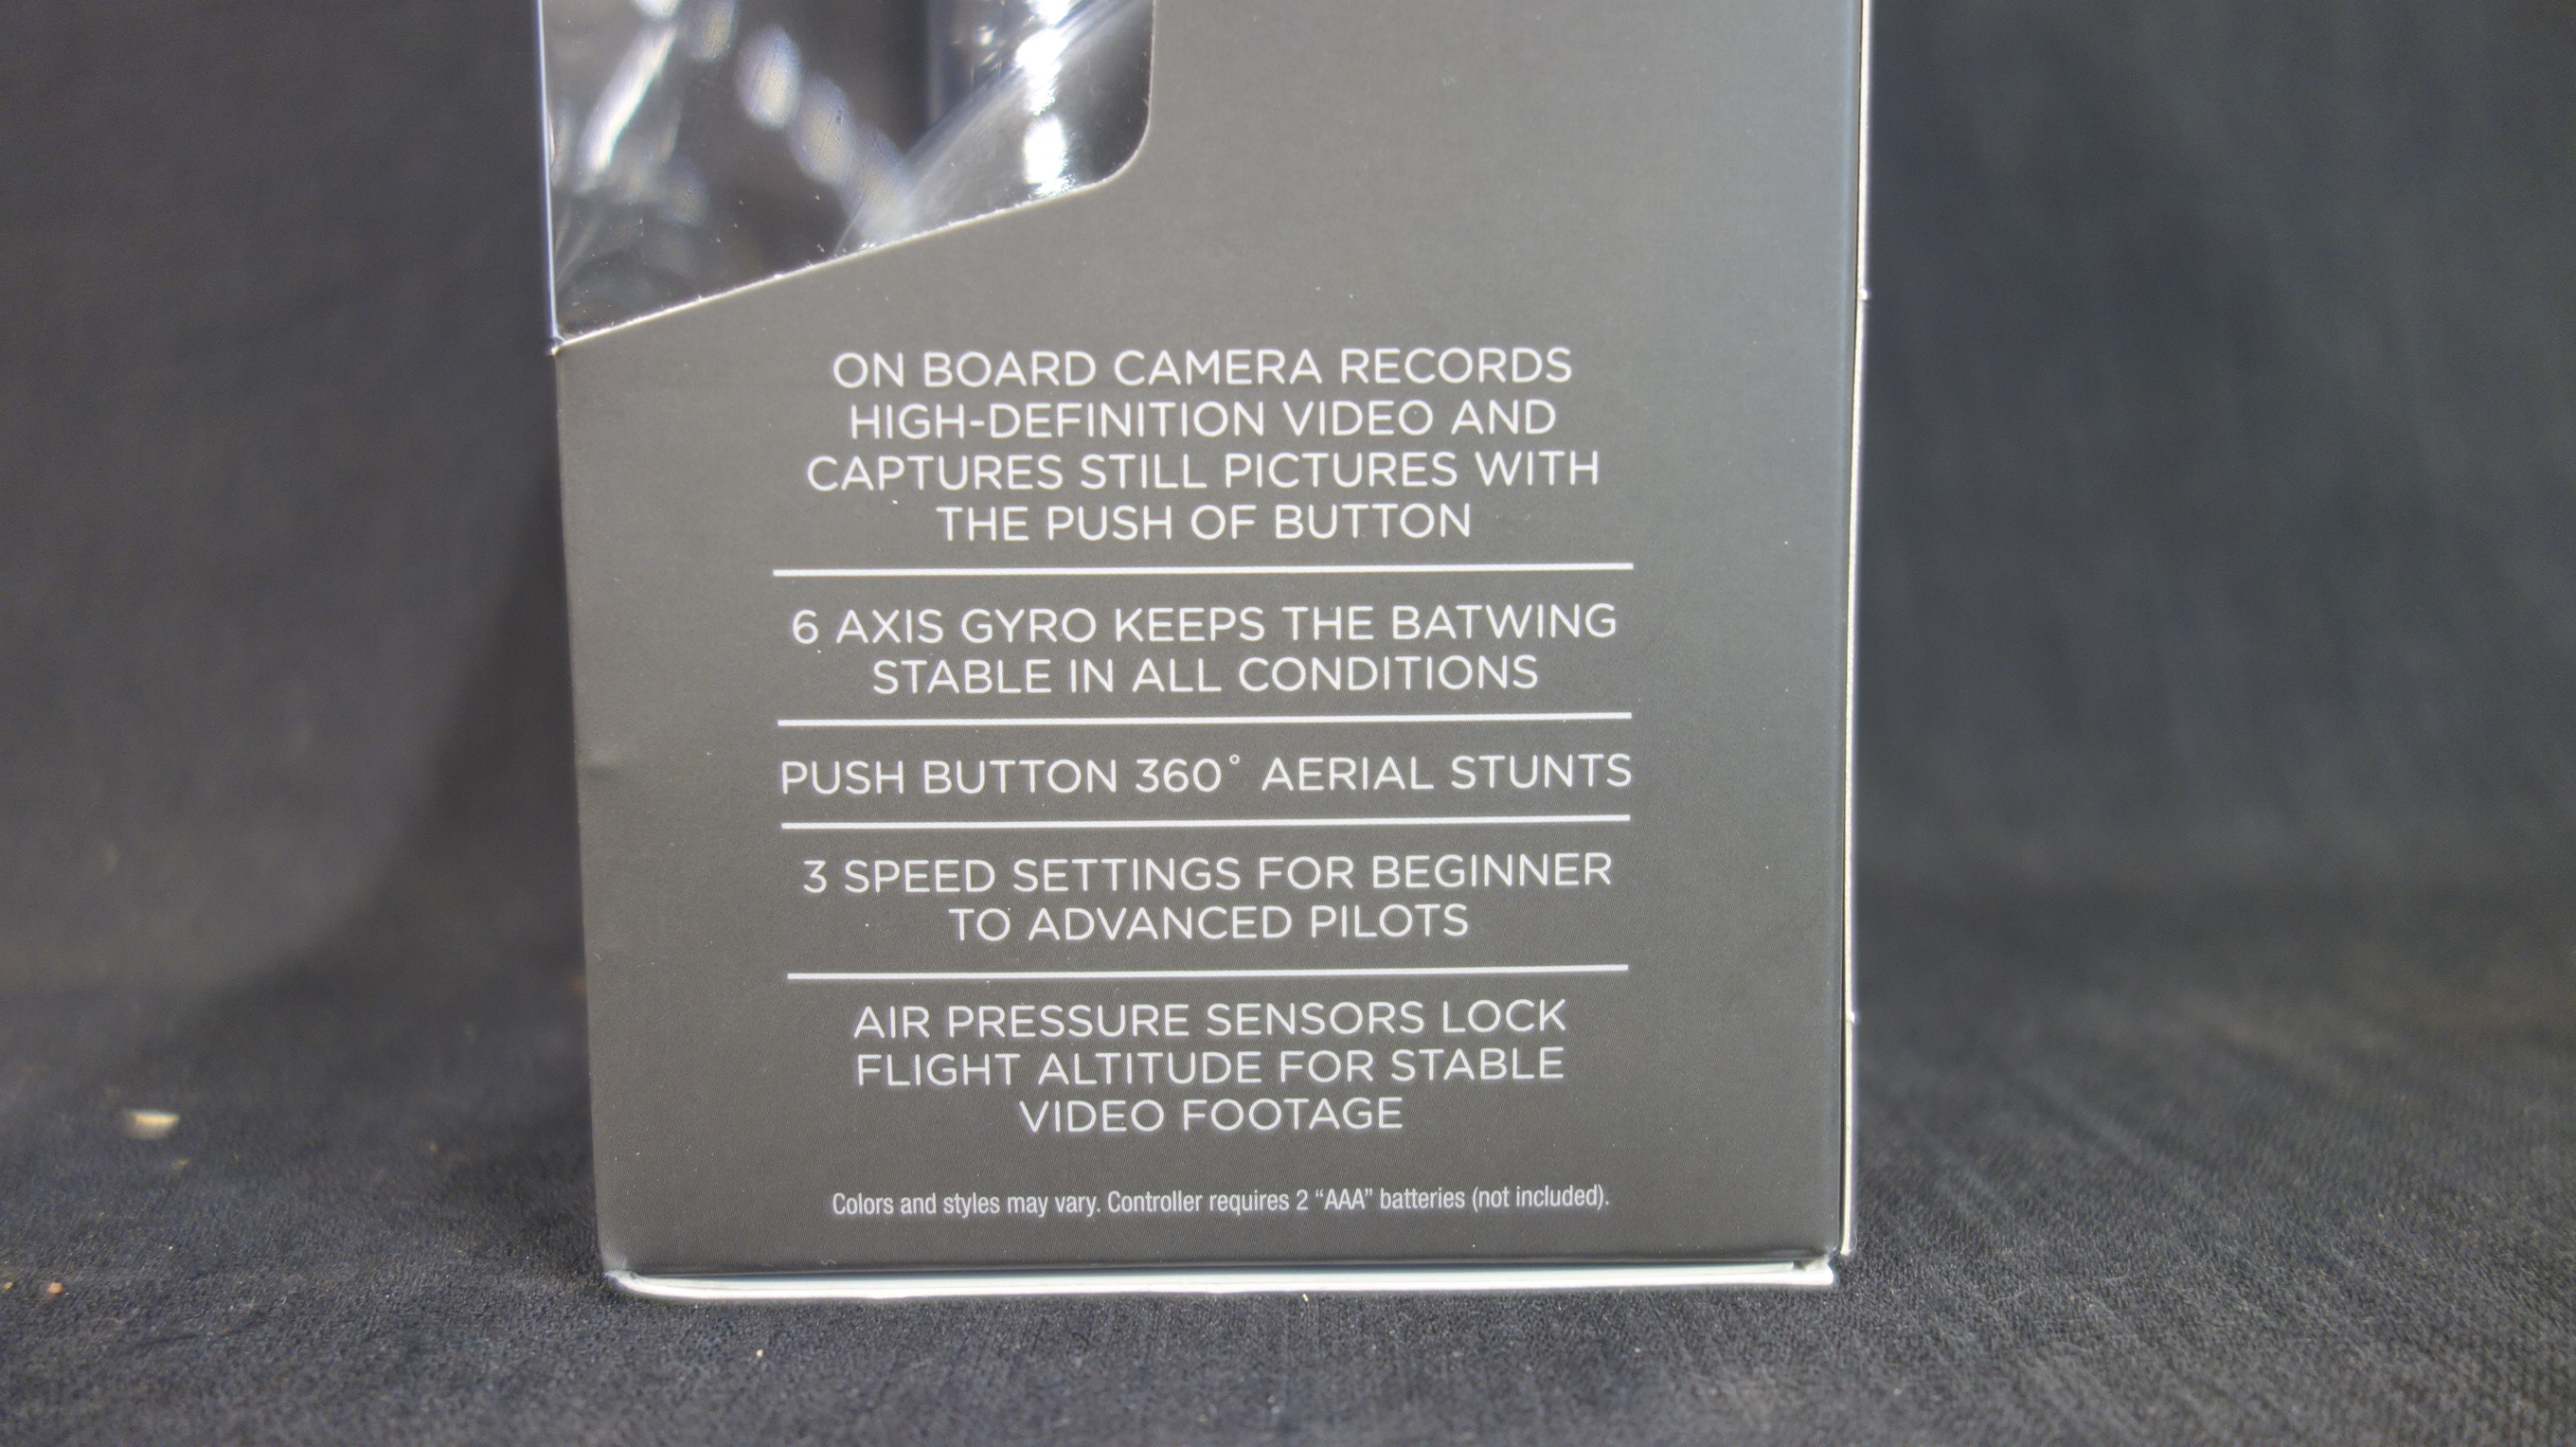 ON BOARD CAMERA RECORDS
HIGH-DEFINITION VIDEO AND
CAPTURES STILL PICTURES WITH
THE PUSH OF BUTTON
6 AXIS GYRO KEEPS THE BATWING
STABLE IN ALL CONDITIONS
PUSH BUTTON 360° AERIAL STUNTS
3 SPEED SETTINGS FOR BEGINNER
TO ADVANCED PILOTS
AIR PRESSURE SENSORS LOCK
FLIGHT ALTITUDE FOR STABLE
VIDEO FOOTAGE
Colors and styles may vary. Controller requires 2 “AAA” batteries (not included).